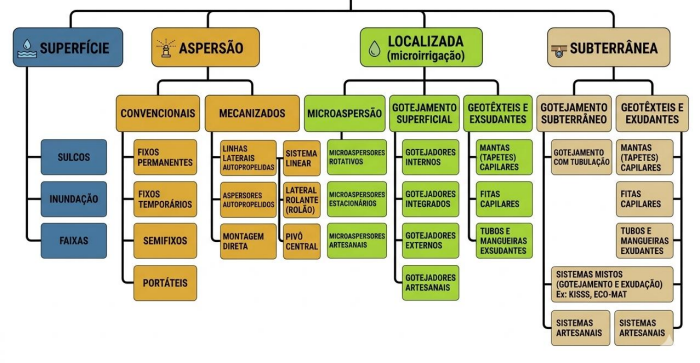 SUPERFÍCIE
SULCOS
INUNDAÇÃO
FAIXAS
ASPERSÃO
CONVENCIONAIS
FIXOS
PERMANENTES
FIXOS
TEMPORÁRIOS
SEMIFIXOS
PORTÁTEIS
MECANIZADOS
LINHAS
LATERAIS
AUTOPROPELIDAS
ASPERSORES
AUTOPROPELIDOS
MONTAGEM
DIRETA
SISTEMA
LINEAR
LATERAL
ROLANTE
(ROLÃO)
PIVÔ
CENTRAL
LOCALIZADA
(microirrigação)
MICROASPERSÃO
MICROASPERSORES
ROTATIVOS
MICROASPERSORES
ESTACIONÁRIOS
MICROASPERSORES
ARTESANAIS
GOTEJAMENTO
SUPERFICIAL
GOTEJADORES
INTERNOS
GOTEJADORES
INTEGRADOS
GOTEJADORES
EXTERNOS
GOTEJADORES
ARTESANAIS
GEOTÊXTEIS E
EXSUDANTES
MANTAS
(TAPETES)
CAPILARES
FITAS
CAPILARES
TUBOS E
MANGUEIRAS
EXSUDANTES
SUBTERRÂNEA
GOTEJAMENTO
SUBTERRÂNEO
GOTEJAMENTO
COM TUBULAÇÃO
GEOTÊXTEIS E
EXUDANTES
MANTAS
(TAPETES)
CAPILARES
FITAS
CAPILARES
TUBOS E
MANGUEIRAS
EXUDANTES
SISTEMAS MISTOS
(GOTEJAMENTO E EXUDAÇÃO)
Ex: KISSS, ECO-MAT
SISTEMAS
ARTESANAIS
SISTEMAS
ARTESANAIS